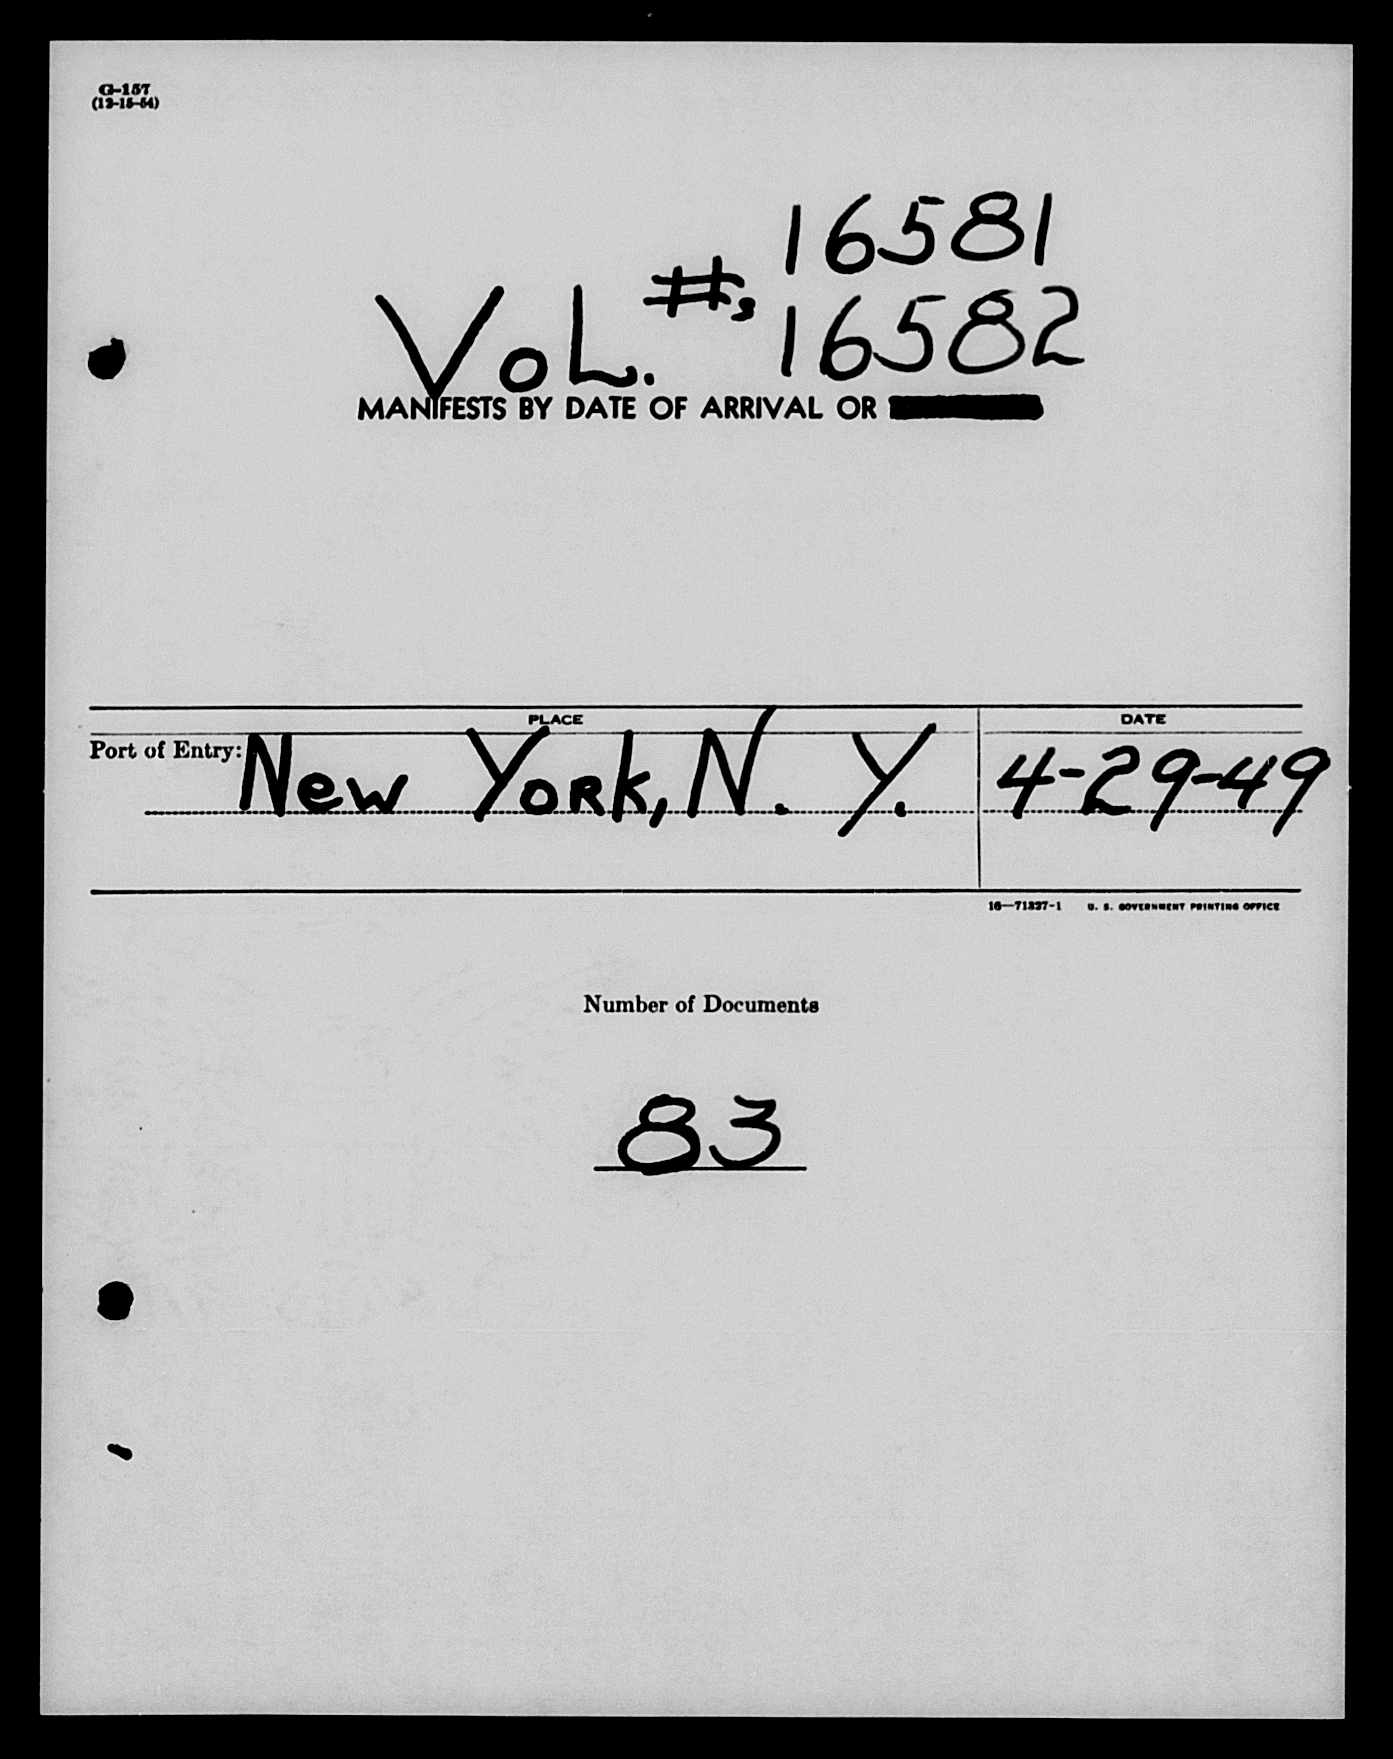 G-157
(12-15-54)
16581
VoL. #s 16582
MANIFESTS BY DATE OF ARRIVAL OR
PLACE DATE
Port of Entry: New York, N. Y. 4-29-49
16—71327-1 U. S. GOVERNMENT PRINTING OFFICE
Number of Documents
83